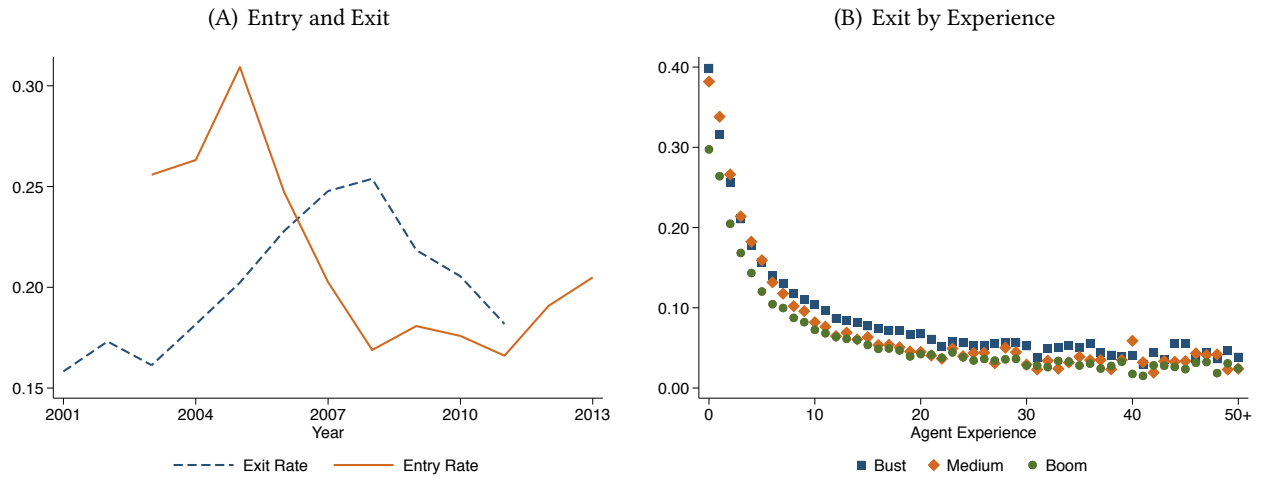 (A) Entry and Exit
0.30
0.25
0.20
0.15
2001 2004 2007 2010 2013
Year
Exit Rate Entry Rate
(B) Exit by Experience
0.40
0.30
0.20
0.10
0.00
0 10 20 30 40 50+
Agent Experience
Bust Medium Boom